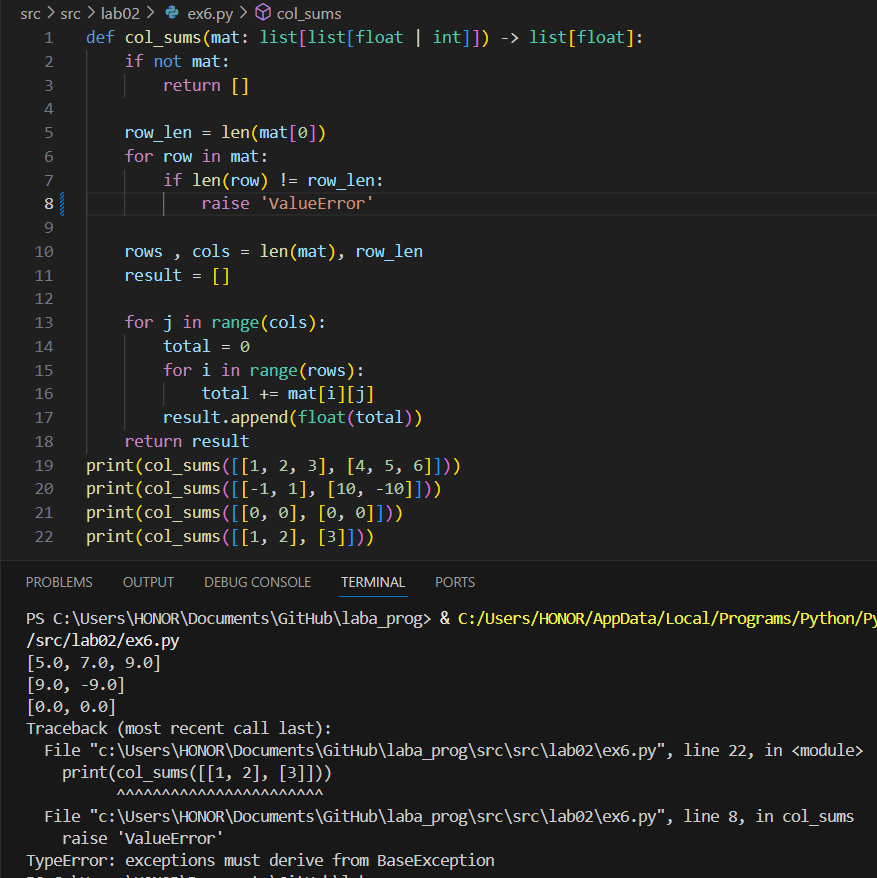 src > src > lab02 > ex6.py > col_sums
1 def col_sums(mat: list[list[float | int]]) -> list[float]:
2     if not mat:
3         return []
4
5     row_len = len(mat[0])
6     for row in mat:
7         if len(row) != row_len:
8             raise 'ValueError'
9
10     rows , cols = len(mat), row_len
11     result = []
12
13     for j in range(cols):
14         total = 0
15         for i in range(rows):
16             total += mat[i][j]
17         result.append(float(total))
18     return result
19 print(col_sums([[1, 2, 3], [4, 5, 6]]))
20 print(col_sums([[-1, 1], [10, -10]]))
21 print(col_sums([[0, 0], [0, 0]]))
22 print(col_sums([[1, 2], [3]]))
PROBLEMS OUTPUT DEBUG CONSOLE TERMINAL PORTS
PS C:\Users\HONOR\Documents\GitHub\laba_prog> & C:/Users/HONOR/AppData/Local/Programs/Python/Py
/src/lab02/ex6.py
[5.0, 7.0, 9.0]
[9.0, -9.0]
[0.0, 0.0]
Traceback (most recent call last):
  File "c:\Users\HONOR\Documents\GitHub\laba_prog\src\src\lab02\ex6.py", line 22, in <module>
    print(col_sums([[1, 2], [3]]))
          ^^^^^^^^^^^^^^^^^^^^^^^
  File "c:\Users\HONOR\Documents\GitHub\laba_prog\src\src\lab02\ex6.py", line 8, in col_sums
    raise 'ValueError'
TypeError: exceptions must derive from BaseException